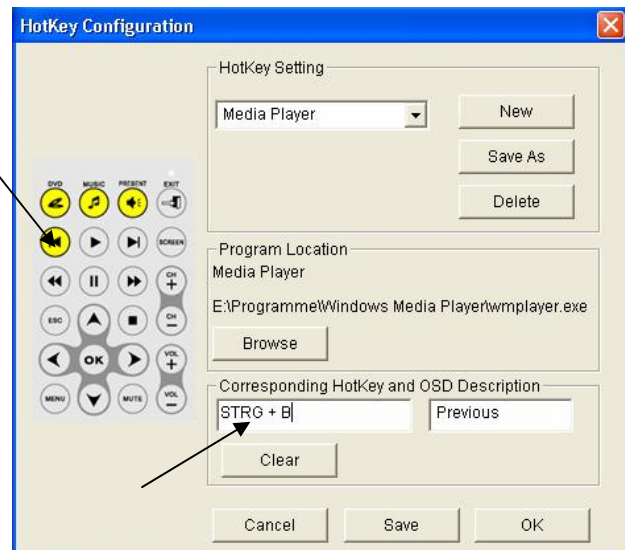 HotKey Configuration
HotKey Setting
Media Player
New
Save As
Delete
DVD MUSIC PRESENT EXIT
SCREEN
CH
+
ESC
CH
−
OK
VOL
+
MENU
MUTE
VOL
−
Program Location
Media Player
E:\Programme\Windows Media Player\wmplayer.exe
Browse
Corresponding HotKey and OSD Description
STRG + B
Previous
Clear
Cancel
Save
OK